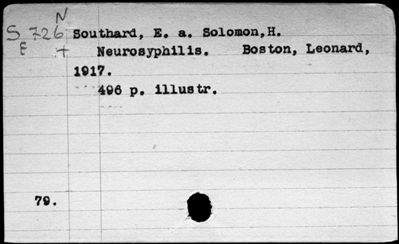 N
S 726 Southard, E. a. Solomon,H.
E + Neurosyphilis. Boston, Leonard,
1917.
496 p. illustr.
79.